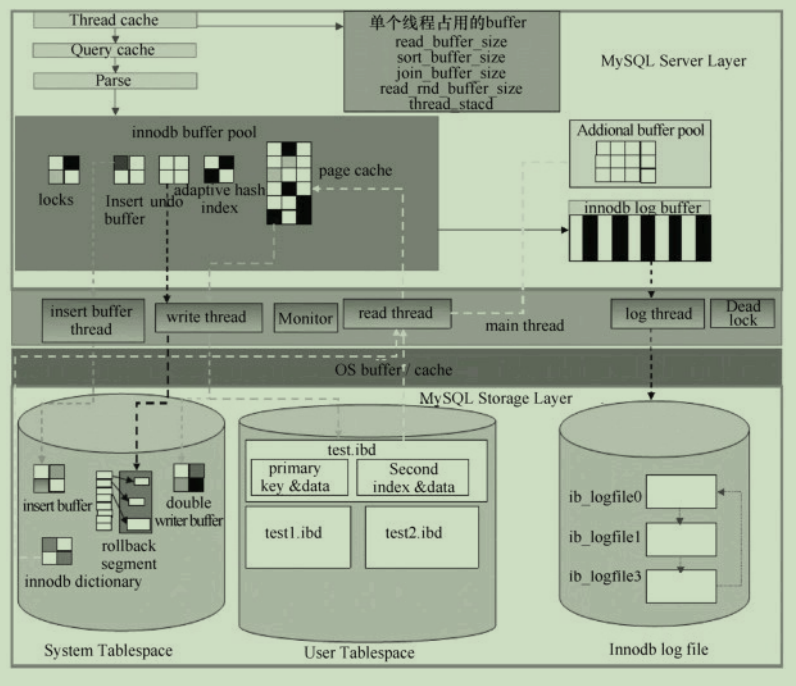 Thread cache
Query cache
Parse
单个线程占用的buffer
read_buffer_size
sort_buffer_size
join_buffer_size
read_rnd_buffer_size
thread_stacd
MySQL Server Layer
innodb buffer pool
locks
Insert buffer
undo
adaptive hash index
page cache
Addional buffer pool
innodb log buffer
insert buffer thread
write thread
Monitor
read thread
main thread
log thread
Dead lock
OS buffer / cache
MySQL Storage Layer
insert buffer
rollback segment
double writer buffer
innodb dictionary
System Tablespace
test.ibd
primary key &data
Second index &data
test1.ibd
test2.ibd
User Tablespace
ib_logfile0
ib_logfile1
ib_logfile3
Innodb log file